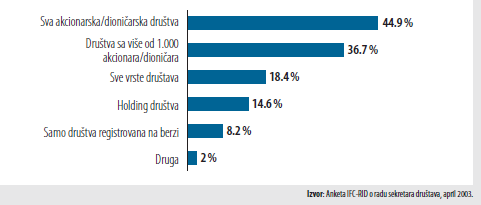 Sva akcionarska/dioničarska društva 44.9 %
Društva sa više od 1.000
akcionara/dioničara 36.7 %
Sve vrste društava 18.4 %
Holding društva 14.6 %
Samo društva registrovana na berzi 8.2 %
Druga 2 %
Izvor: Anketa IFC-RID o radu sekretara društava, april 2003.